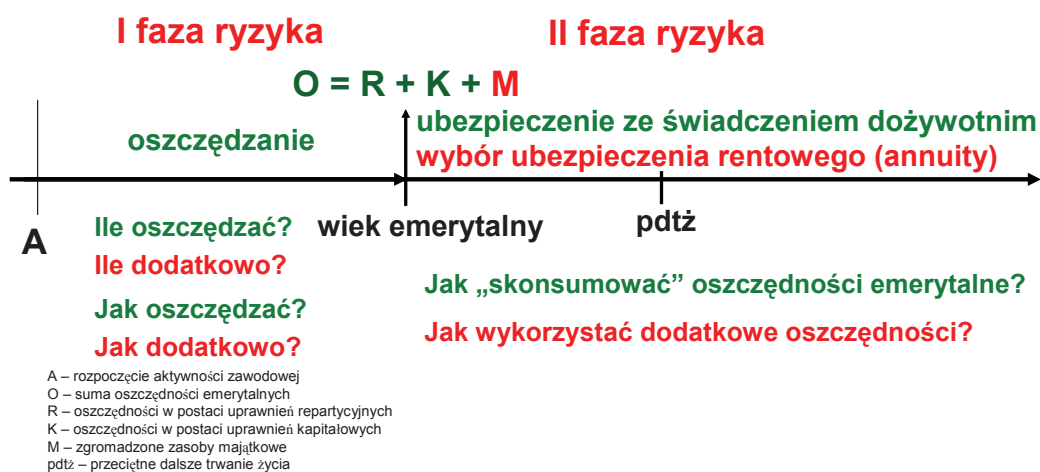 I faza ryzyka
II faza ryzyka
O = R + K + M
oszczędzanie
ubezpieczenie ze świadczeniem dożywotnim
wybór ubezpieczenia rentowego (annuity)
A
wiek emerytalny
pdtż
Ile oszczędzać?
Ile dodatkowo?
Jak oszczędzać?
Jak dodatkowo?
Jak „skonsumować” oszczędności emerytalne?
Jak wykorzystać dodatkowe oszczędności?
A – rozpoczęcie aktywności zawodowej
O – suma oszczędności emerytalnych
R – oszczędności w postaci uprawnień repartycyjnych
K – oszczędności w postaci uprawnień kapitałowych
M – zgromadzone zasoby majątkowe
pdtż – przeciętne dalsze trwanie życia